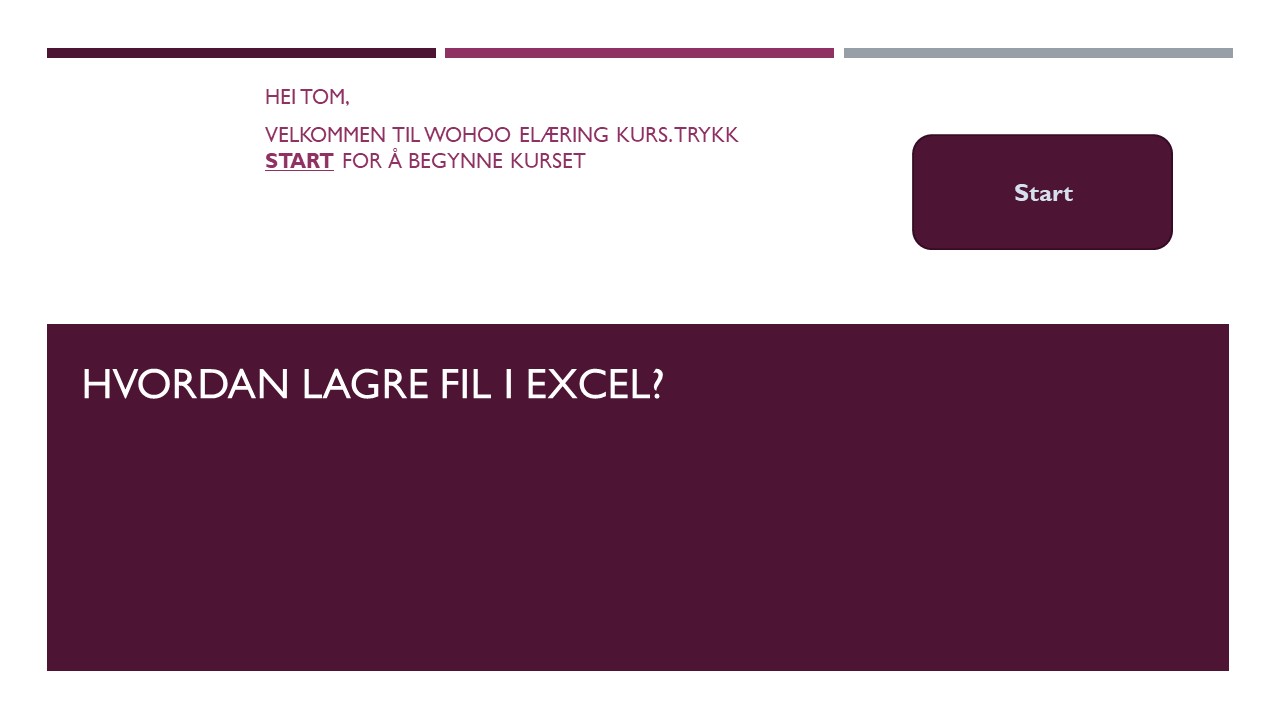 HEI TOM,
VELKOMMEN TIL WOHOO ELÆRING KURS. TRYKK
START FOR Å BEGYNNE KURSET
Start
HVORDAN LAGRE FIL I EXCEL?